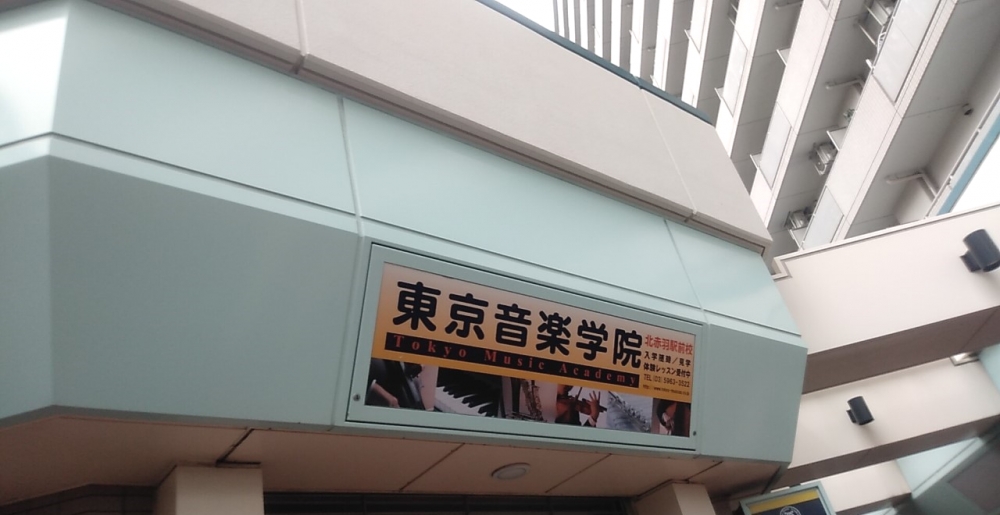 東京音楽学院
Tokyo Music Academy
北赤羽駅前校
入学随時／見学
体験レッスン受付中